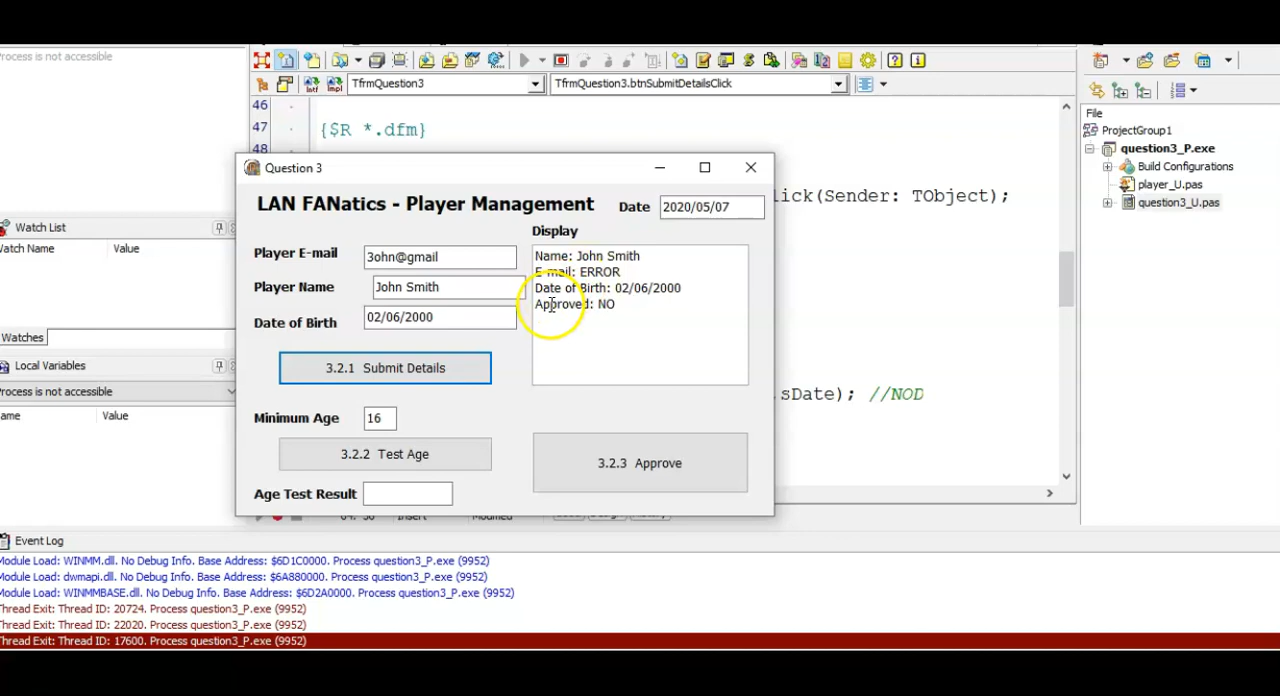 Process is not accessible
TfrmQuestion3
TfrmQuestion3.btnSubmitDetailsClick
46
47
{$R *.dfm}
48
lick(Sender: TObject);
sDate); //NOD
Question 3
LAN FANatics - Player Management
Date
2020/05/07
Display
Player E-mail
3ohn@gmail
Player Name
John Smith
Date of Birth
02/06/2000
Name: John Smith
E-mail: ERROR
Date of Birth: 02/06/2000
Approved: NO
3.2.1 Submit Details
Minimum Age
16
3.2.2 Test Age
3.2.3 Approve
Age Test Result
Watch List
Watch Name
Value
Watches
Local Variables
Process is not accessible
ame
Value
File
ProjectGroup1
question3_P.exe
Build Configurations
player_U.pas
question3_U.pas
Insert
Modified
Event Log
Module Load: WINMM.dll. No Debug Info. Base Address: $6D1C0000. Process question3_P.exe (9952)
Module Load: dwmapi.dll. No Debug Info. Base Address: $6A880000. Process question3_P.exe (9952)
Module Load: WINMMBASE.dll. No Debug Info. Base Address: $6D2A0000. Process question3_P.exe (9952)
Thread Exit: Thread ID: 20724. Process question3_P.exe (9952)
Thread Exit: Thread ID: 22020. Process question3_P.exe (9952)
Thread Exit: Thread ID: 17600. Process question3_P.exe (9952)